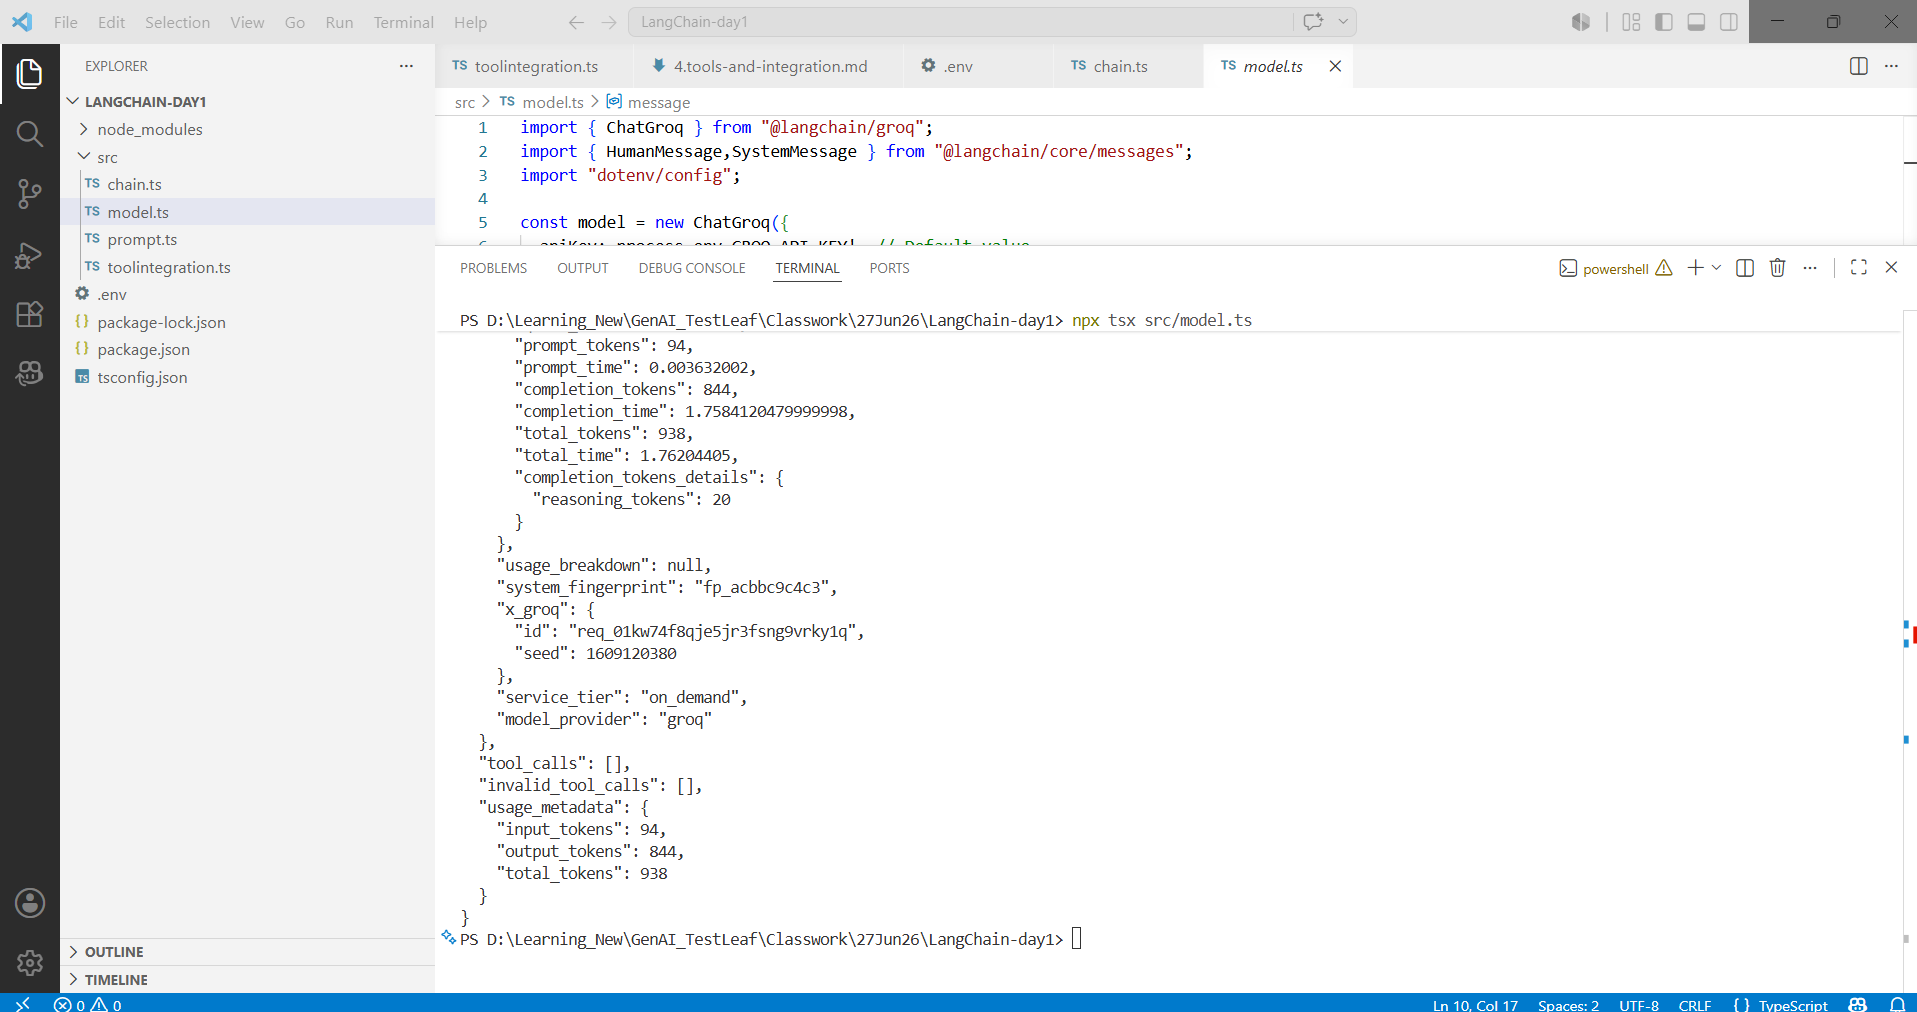 File Edit Selection View Go Run Terminal Help
LangChain-day1
EXPLORER
LANGCHAIN-DAY1
node_modules
src
TS chain.ts
TS model.ts
TS prompt.ts
TS toolintegration.ts
.env
{} package-lock.json
{} package.json
TS tsconfig.json
OUTLINE
TIMELINE
TS toolintegration.ts
4.tools-and-integration.md
.env
TS chain.ts
TS model.ts
src > TS model.ts > message
1 import { ChatGroq } from "@langchain/groq";
2 import { HumanMessage,SystemMessage } from "@langchain/core/messages";
3 import "dotenv/config";
4
5 const model = new ChatGroq({
6 apiKey: process.env.GROQ_API_KEY!, // Default value
PROBLEMS OUTPUT DEBUG CONSOLE TERMINAL PORTS
powershell
PS D:\Learning_New\GenAI_TestLeaf\Classwork\27Jun26\LangChain-day1> npx tsx src/model.ts
"prompt_tokens": 94,
"prompt_time": 0.003632002,
"completion_tokens": 844,
"completion_time": 1.7584120479999998,
"total_tokens": 938,
"total_time": 1.76204405,
"completion_tokens_details": {
"reasoning_tokens": 20
}
},
"usage_breakdown": null,
"system_fingerprint": "fp_acbbc9c4c3",
"x_groq": {
"id": "req_01kw74f8qje5jr3fsng9vrky1q",
"seed": 1609120380
},
"service_tier": "on_demand",
"model_provider": "groq"
},
"tool_calls": [],
"invalid_tool_calls": [],
"usage_metadata": {
"input_tokens": 94,
"output_tokens": 844,
"total_tokens": 938
}
}
PS D:\Learning_New\GenAI_TestLeaf\Classwork\27Jun26\LangChain-day1>
0 0
Ln 10, Col 17 Spaces: 2 UTF-8 CRLF {} TypeScript